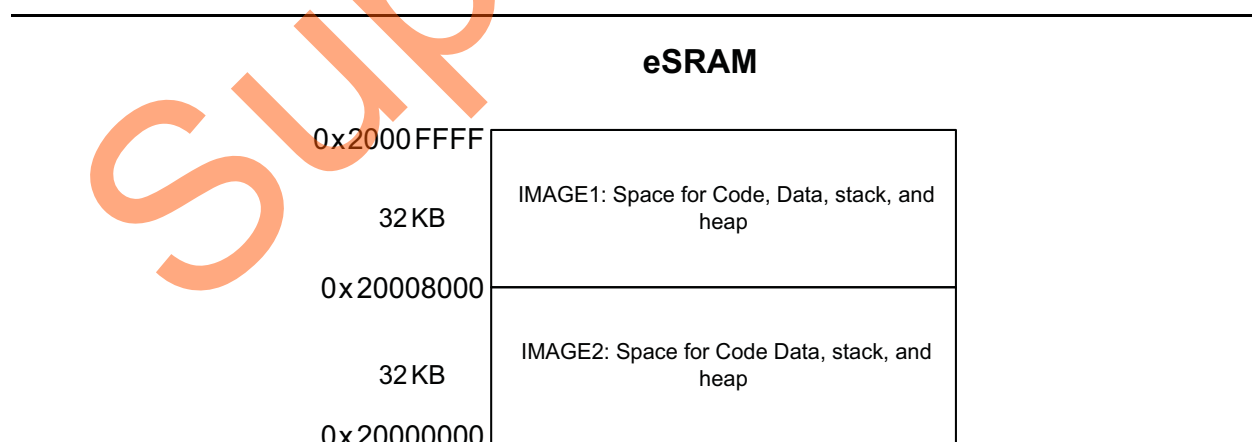 eSRAM
0x2000FFFF
IMAGE1: Space for Code, Data, stack, and
heap
32KB
0x20008000
IMAGE2: Space for Code Data, stack, and
heap
32KB
0x20000000
Sup